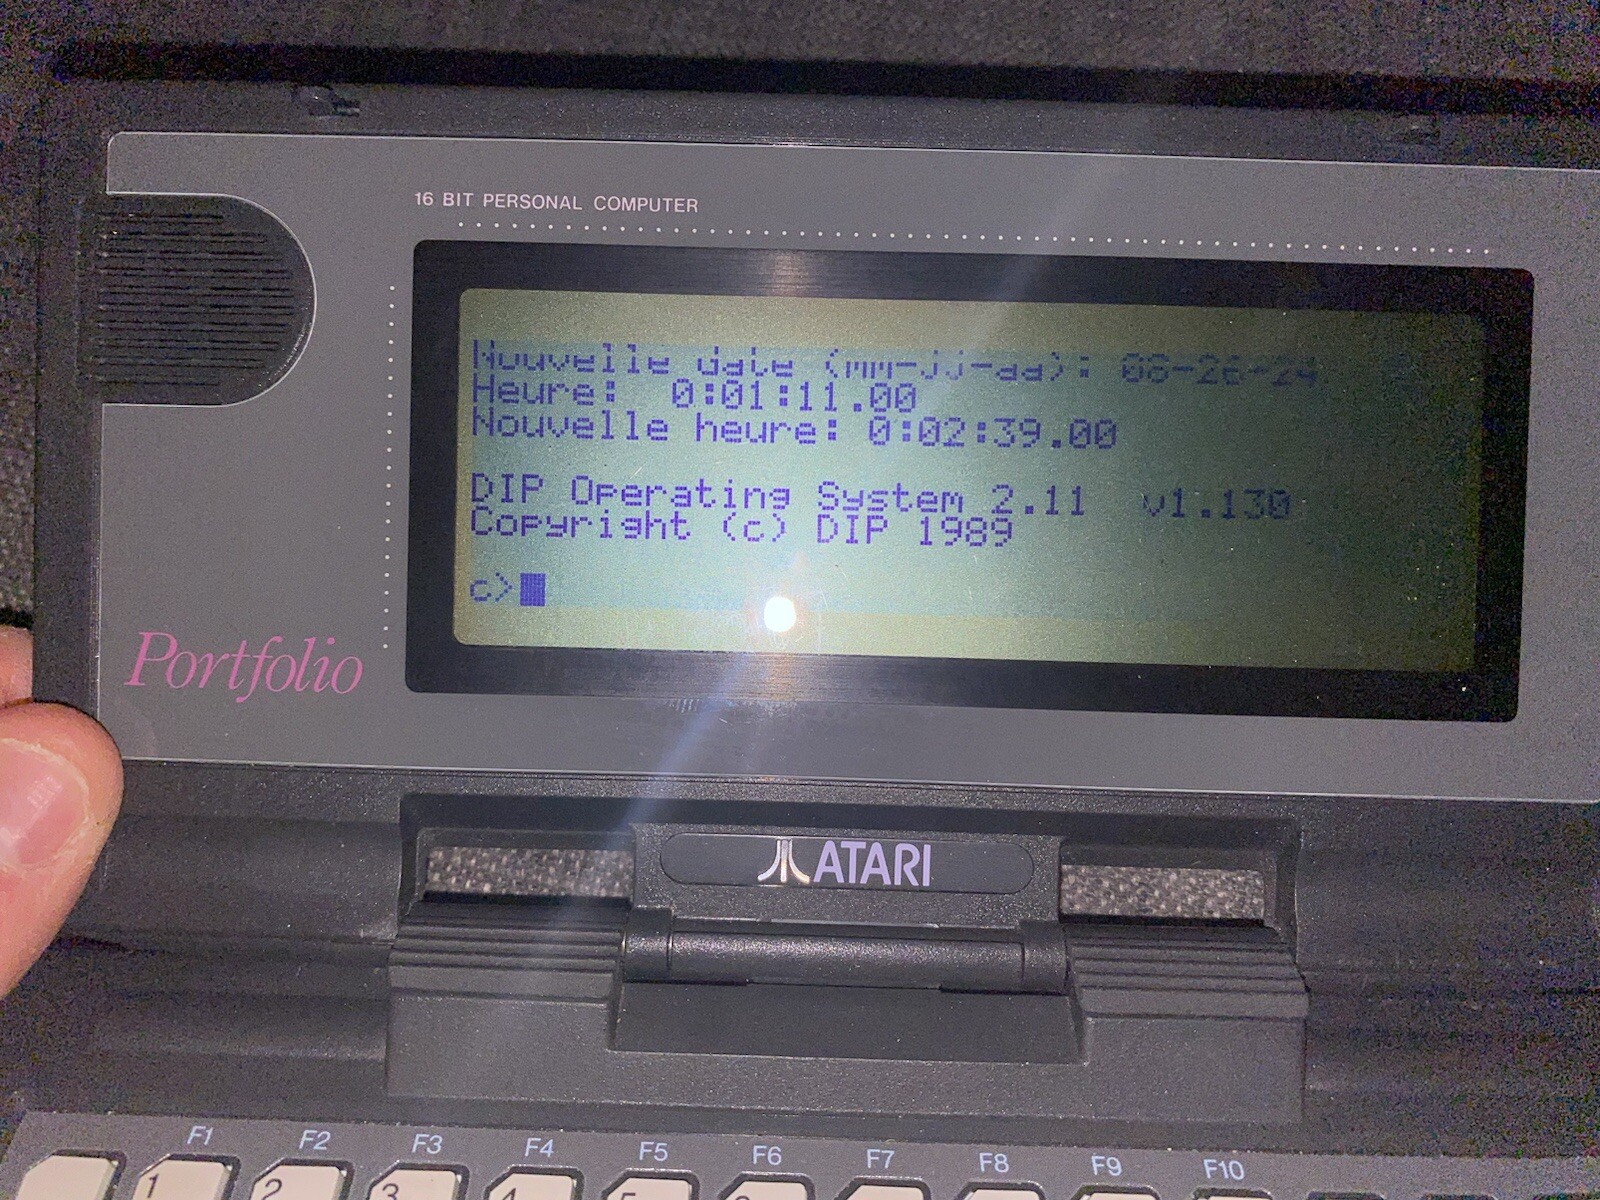 16 BIT PERSONAL COMPUTER
Nouvelle date (mm-jj-aa): 08-26-24
Heure: 0:01:11.00
Nouvelle heure: 0:02:39.00
DIP Operating System 2.11 v1.130
Copyright (c) DIP 1989
c>
Portfolio
ATARI
F1 F2 F3 F4 F5 F6 F7 F8 F9 F10
1 2 3 4 5